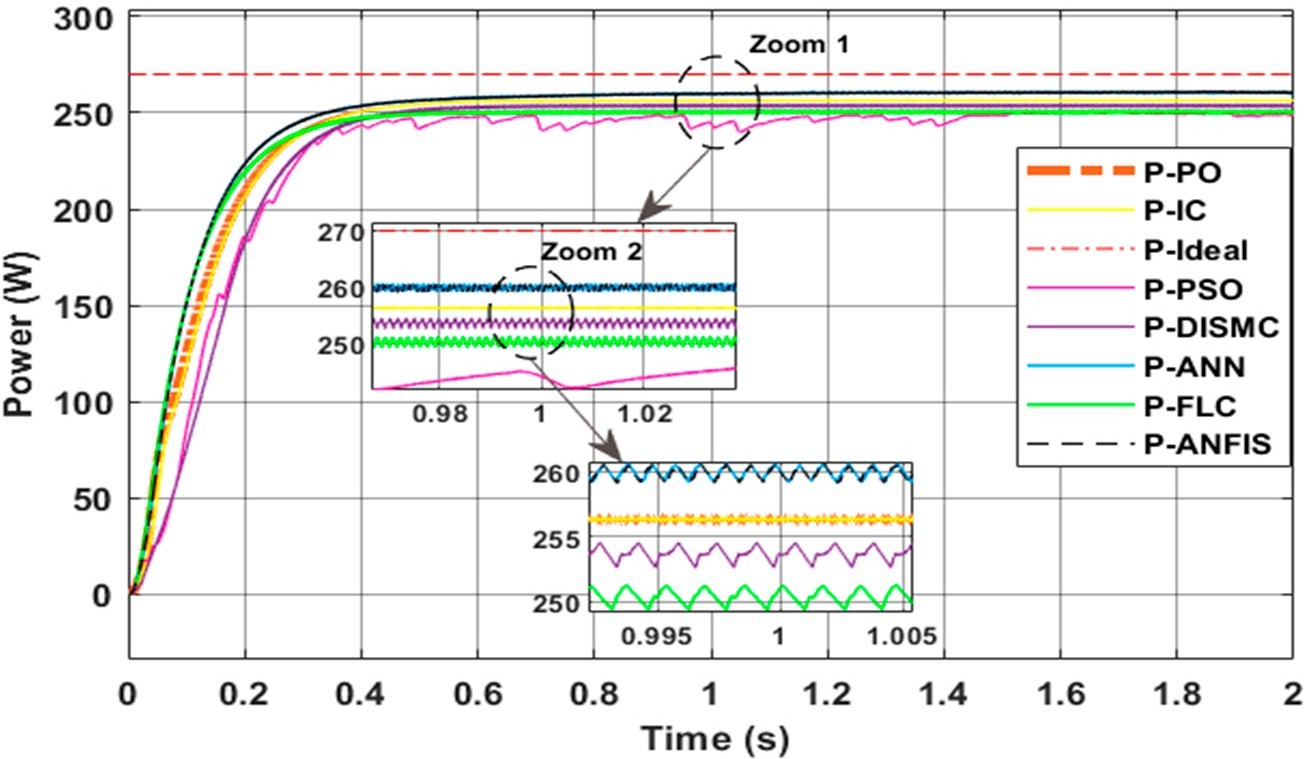 300
250
200
150
100
50
0
Power (W)
Zoom 1
270
260
250
Zoom 2
0.98 1 1.02
260
255
250
0.995 1 1.005
P-PO
P-IC
P-Ideal
P-PSO
P-DISMC
P-ANN
P-FLC
P-ANFIS
0 0.2 0.4 0.6 0.8 1 1.2 1.4 1.6 1.8 2
Time (s)